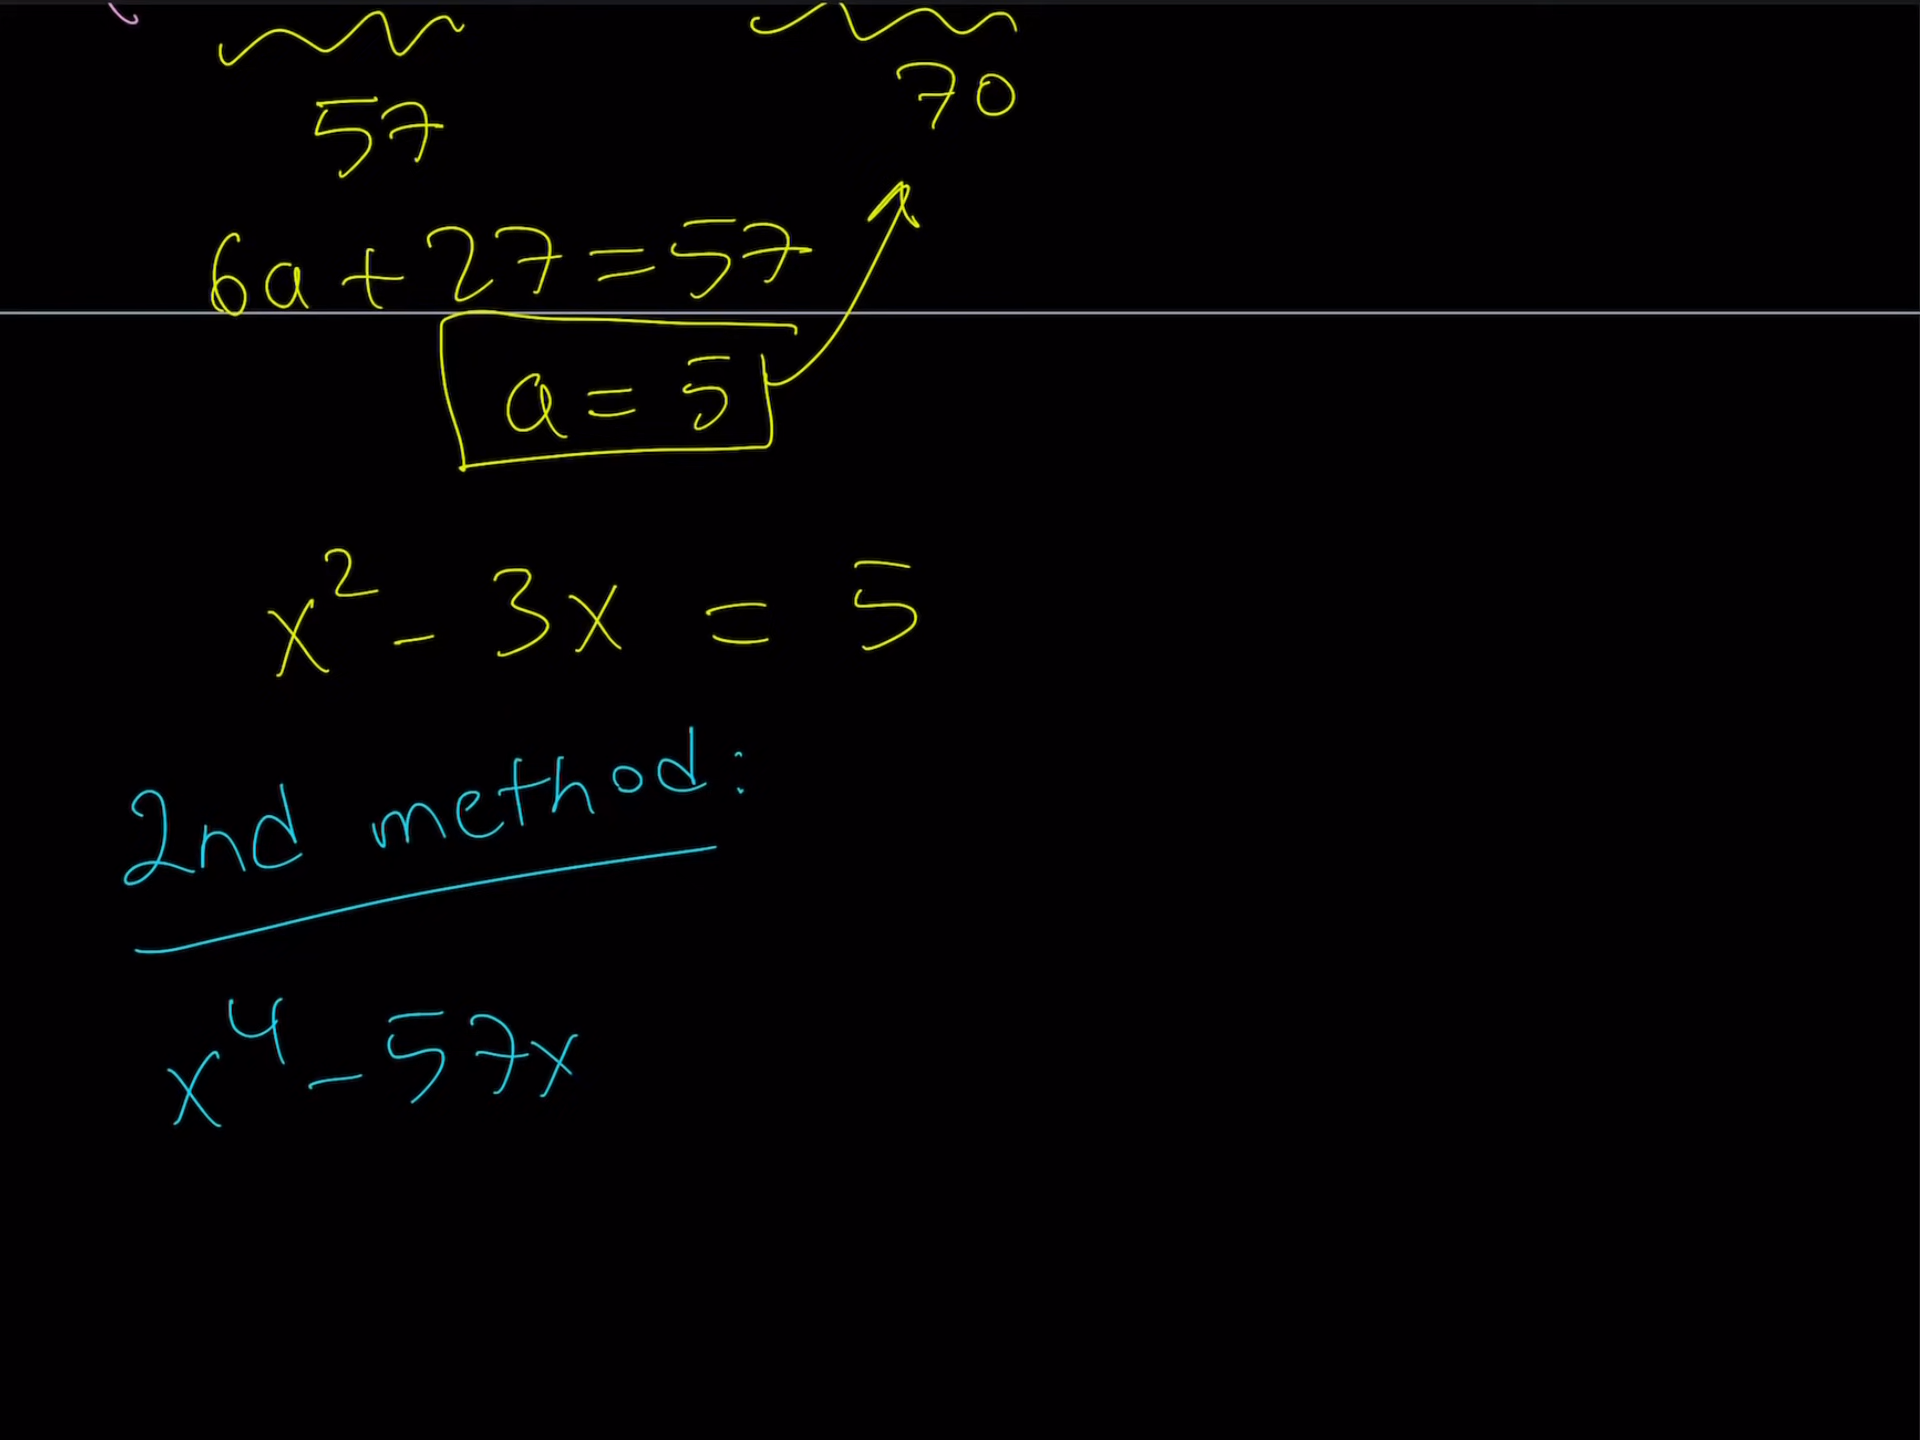 57 70
6a + 27 = 57
a = 5
x² - 3x = 5
2nd method:
x⁴ - 57x